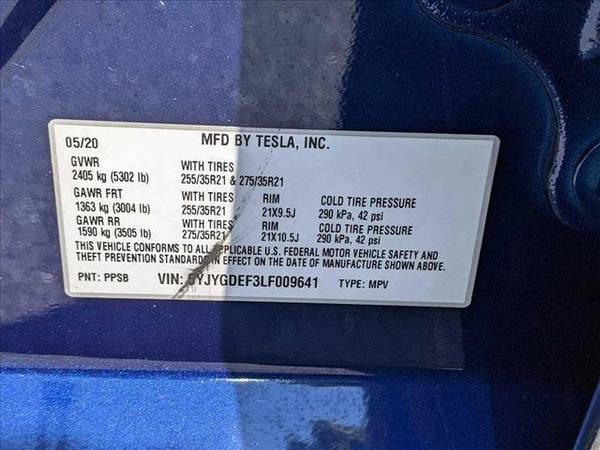 05/20 MFD BY TESLA, INC.
GVWR WITH TIRES
2405 kg (5302 lb) 255/35R21 & 275/35R21
GAWR FRT WITH TIRES RIM COLD TIRE PRESSURE
1363 kg (3004 lb) 255/35R21 21X9.5J 290 kPa, 42 psi
GAWR RR WITH TIRES RIM COLD TIRE PRESSURE
1590 kg (3505 lb) 275/35R21 21X10.5J 290 kPa, 42 psi
THIS VEHICLE CONFORMS TO ALL APPLICABLE U.S. FEDERAL MOTOR VEHICLE SAFETY AND
THEFT PREVENTION STANDARDS IN EFFECT ON THE DATE OF MANUFACTURE SHOWN ABOVE.
PNT: PPSB VIN: 5YJYGDEF3LF009641 TYPE: MPV